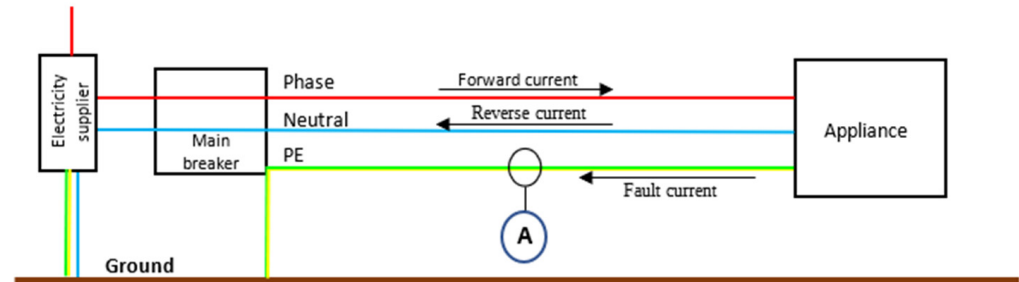 Electricity
supplier
Main
breaker
Phase
Forward current
Neutral
Reverse current
PE
Fault current
A
Appliance
Ground